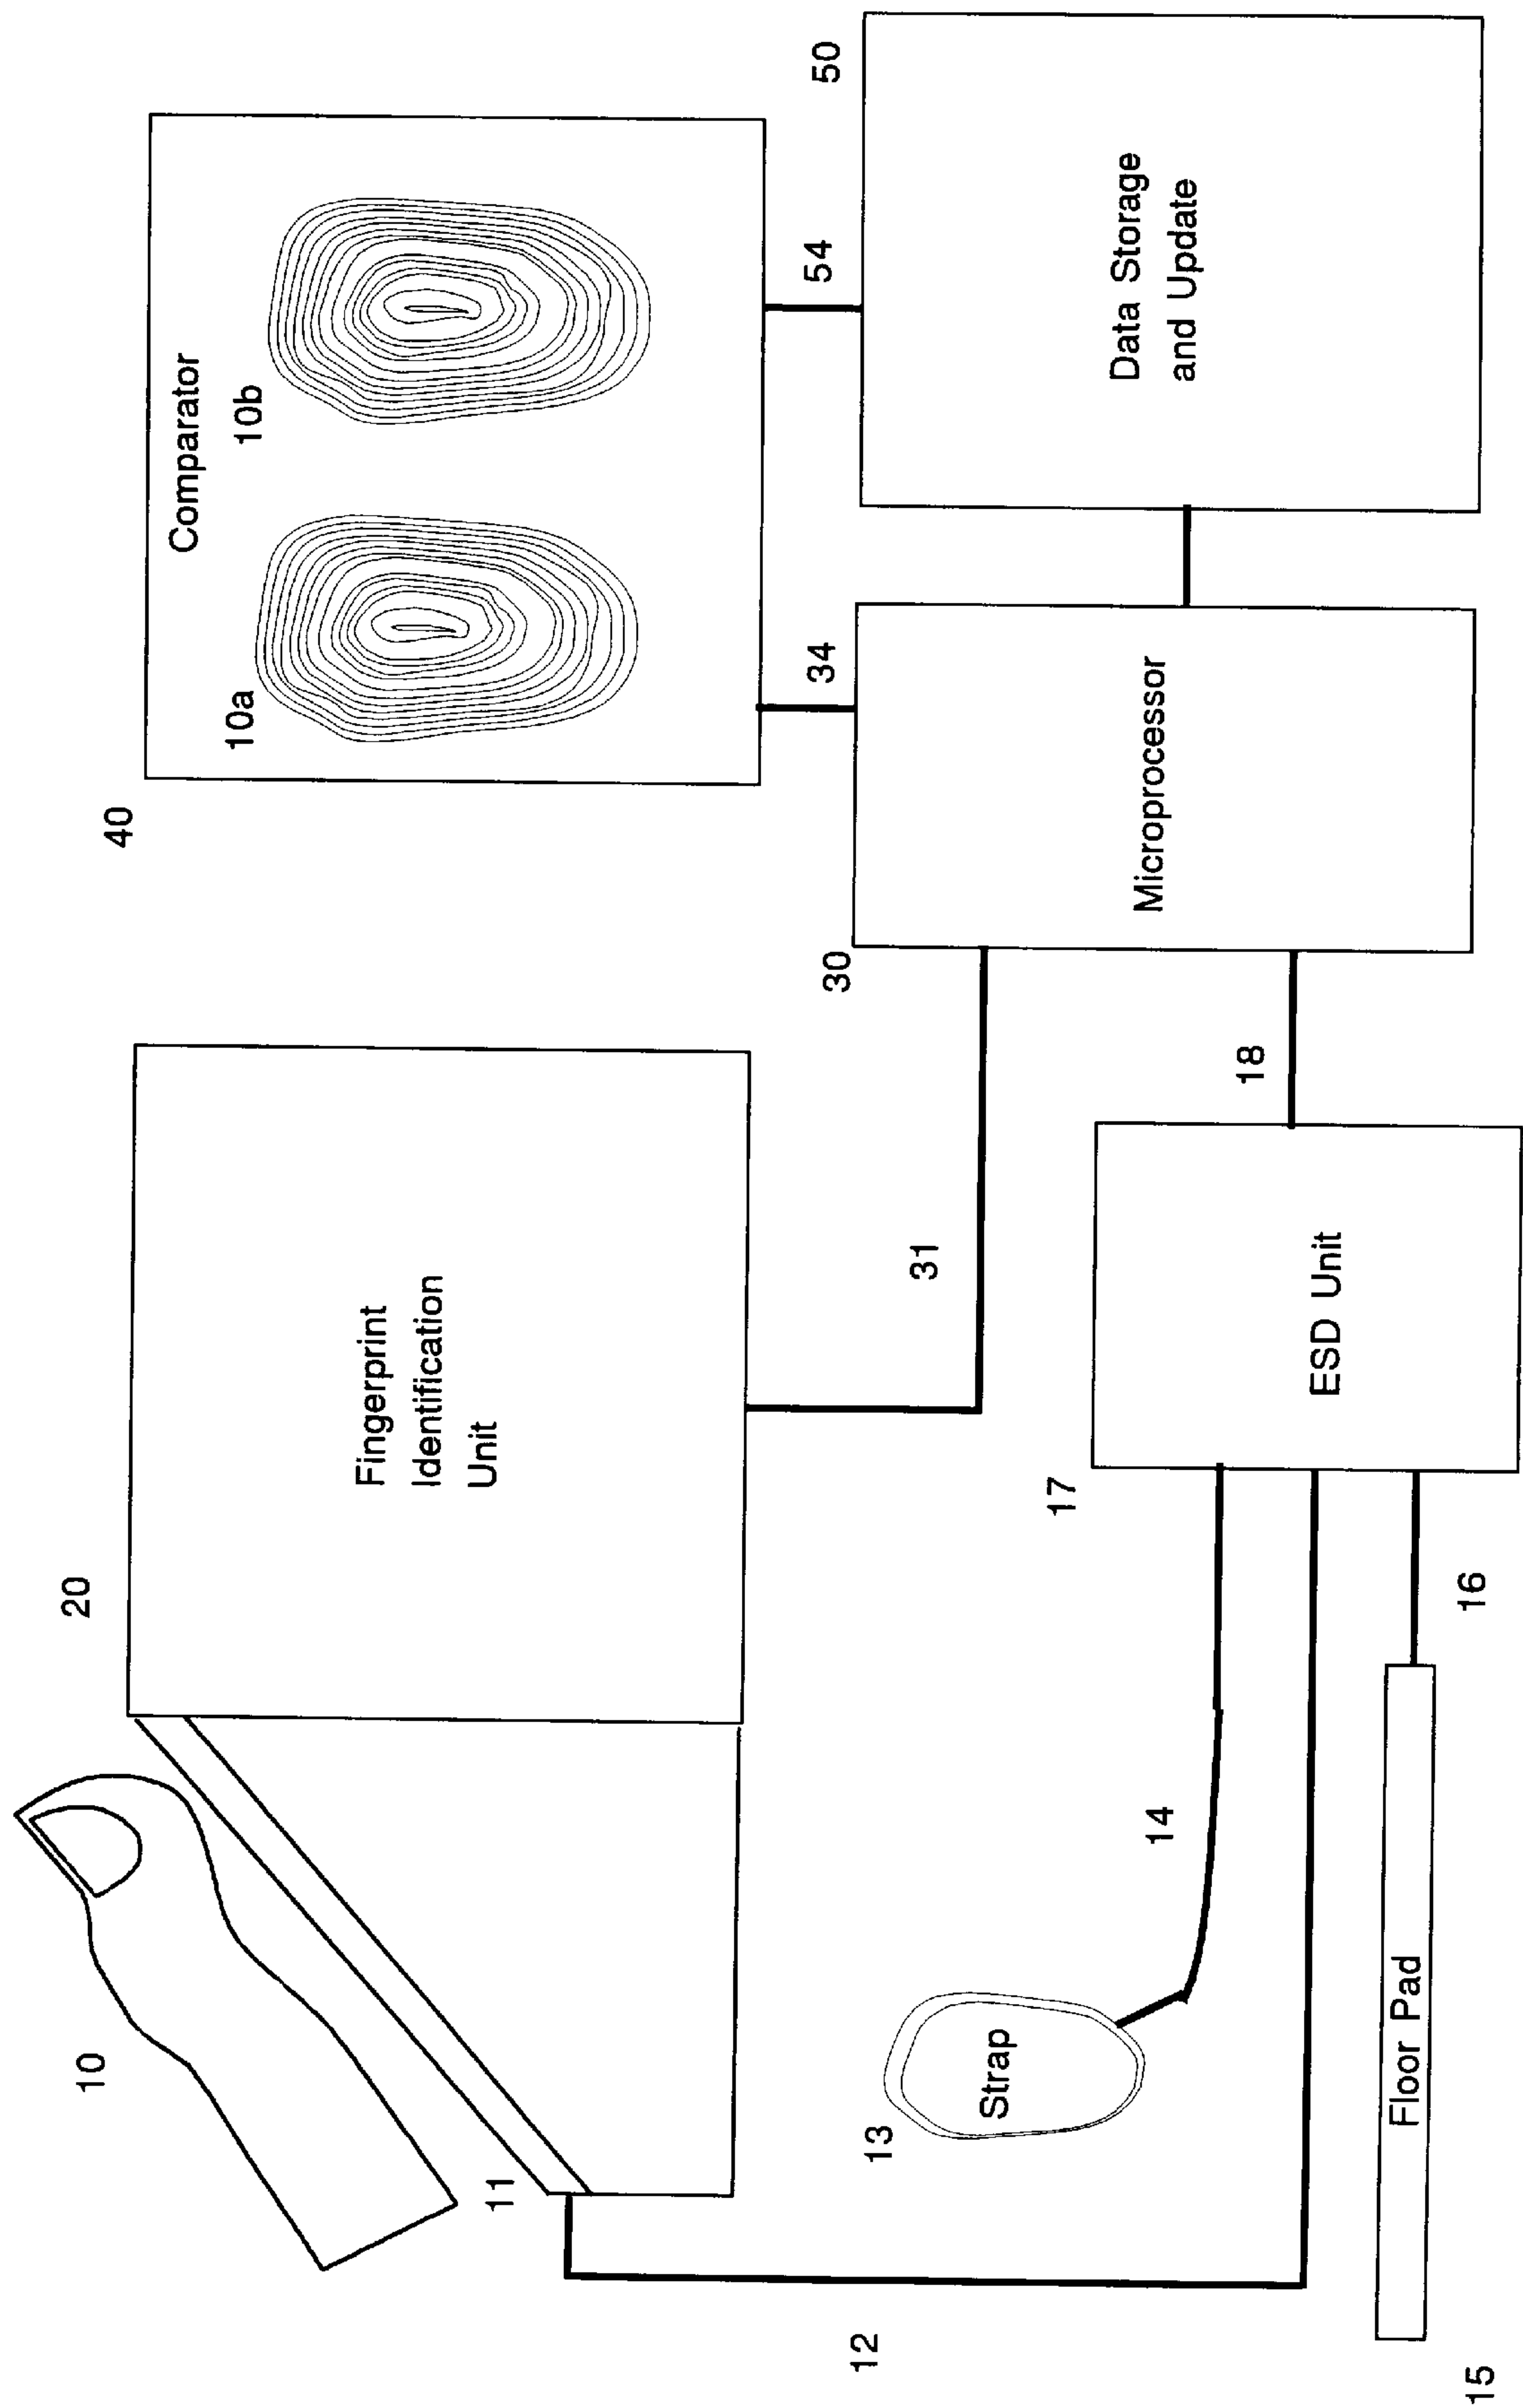 10
20
Fingerprint
Identification
Unit
11
12
13
Strap
14
15
Floor Pad
16
17
ESD Unit
18
31
30
Microprocessor
34
40
Comparator
10a
10b
54
50
Data Storage
and Update